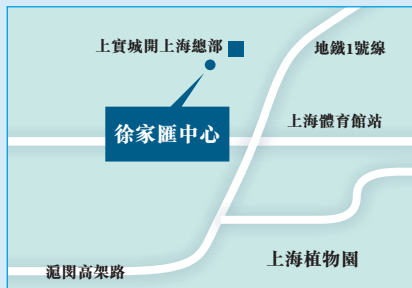 上實城開上海總部
地鐵1號線
徐家匯中心
上海體育館站
上海植物園
滬閔高架路